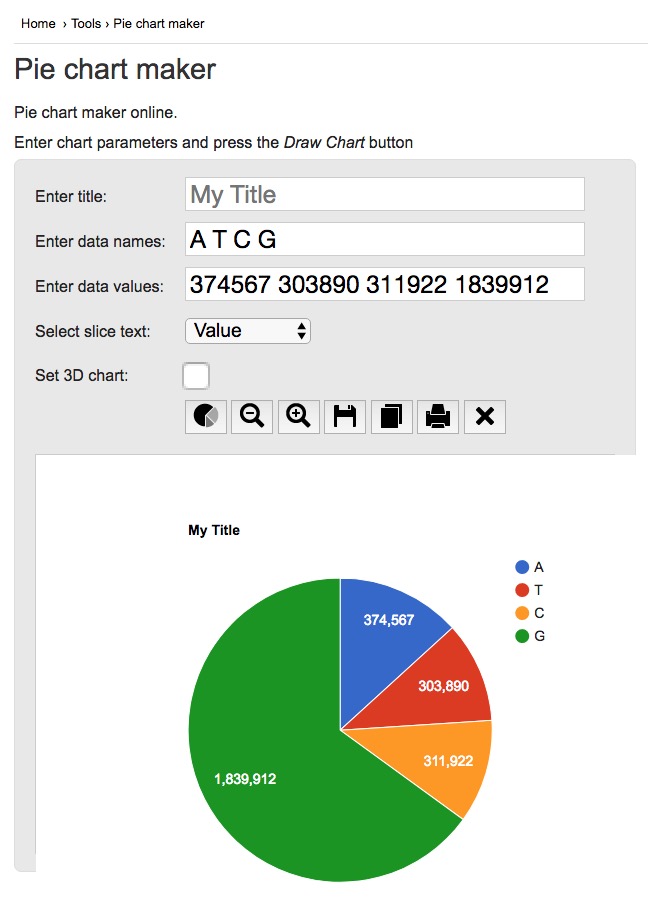 Home › Tools › Pie chart maker
Pie chart maker
Pie chart maker online.
Enter chart parameters and press the Draw Chart button
Enter title: My Title
Enter data names: A T C G
Enter data values: 374567 303890 311922 1839912
Select slice text: Value
Set 3D chart:
My Title
A
T
C
G
374,567
303,890
311,922
1,839,912